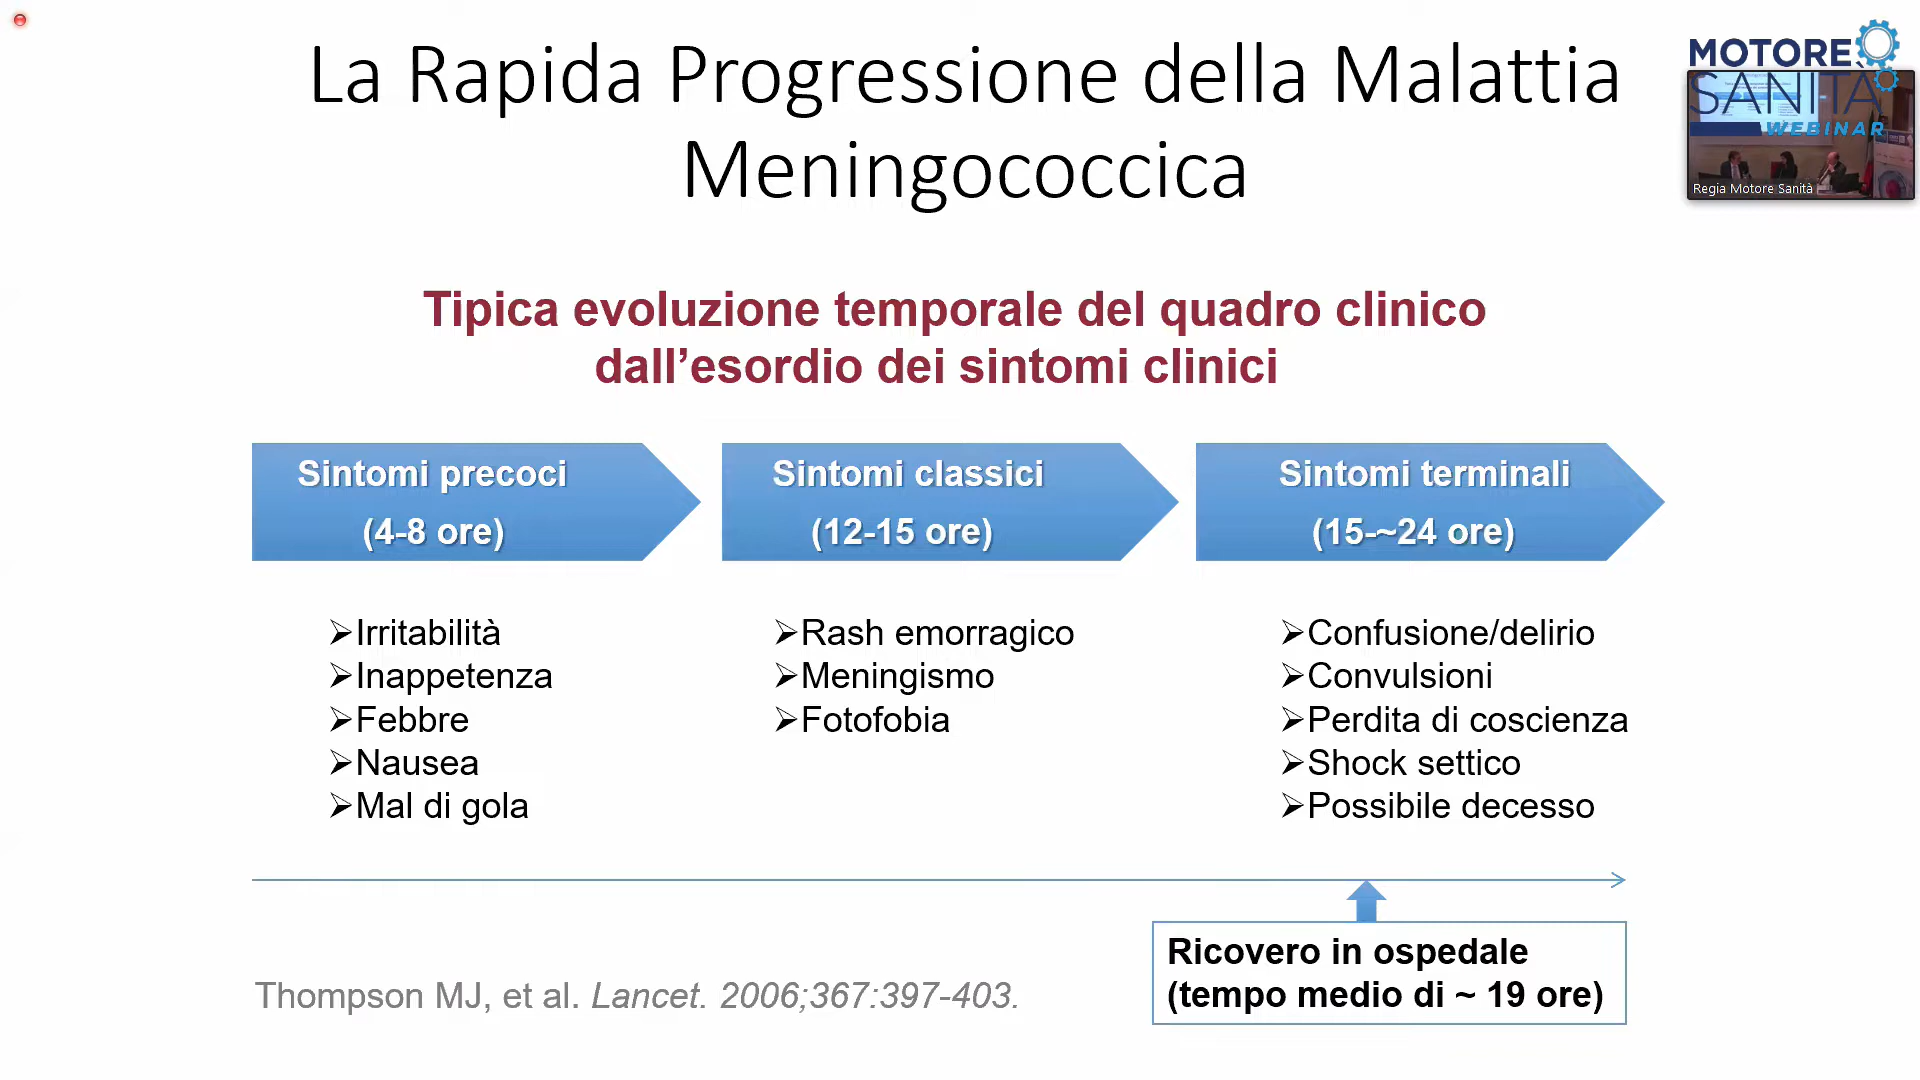 La Rapida Progressione della Malattia
Meningococcica
MOTORE
SANITÀ
WEBINAR
Regia Motore Sanità
Tipica evoluzione temporale del quadro clinico
dall’esordio dei sintomi clinici
Sintomi precoci
(4-8 ore)
Sintomi classici
(12-15 ore)
Sintomi terminali
(15-~24 ore)
➢Irritabilità
➢Inappetenza
➢Febbre
➢Nausea
➢Mal di gola
➢Rash emorragico
➢Meningismo
➢Fotofobia
➢Confusione/delirio
➢Convulsioni
➢Perdita di coscienza
➢Shock settico
➢Possibile decesso
Ricovero in ospedale
(tempo medio di ~ 19 ore)
Thompson MJ, et al. Lancet. 2006;367:397-403.